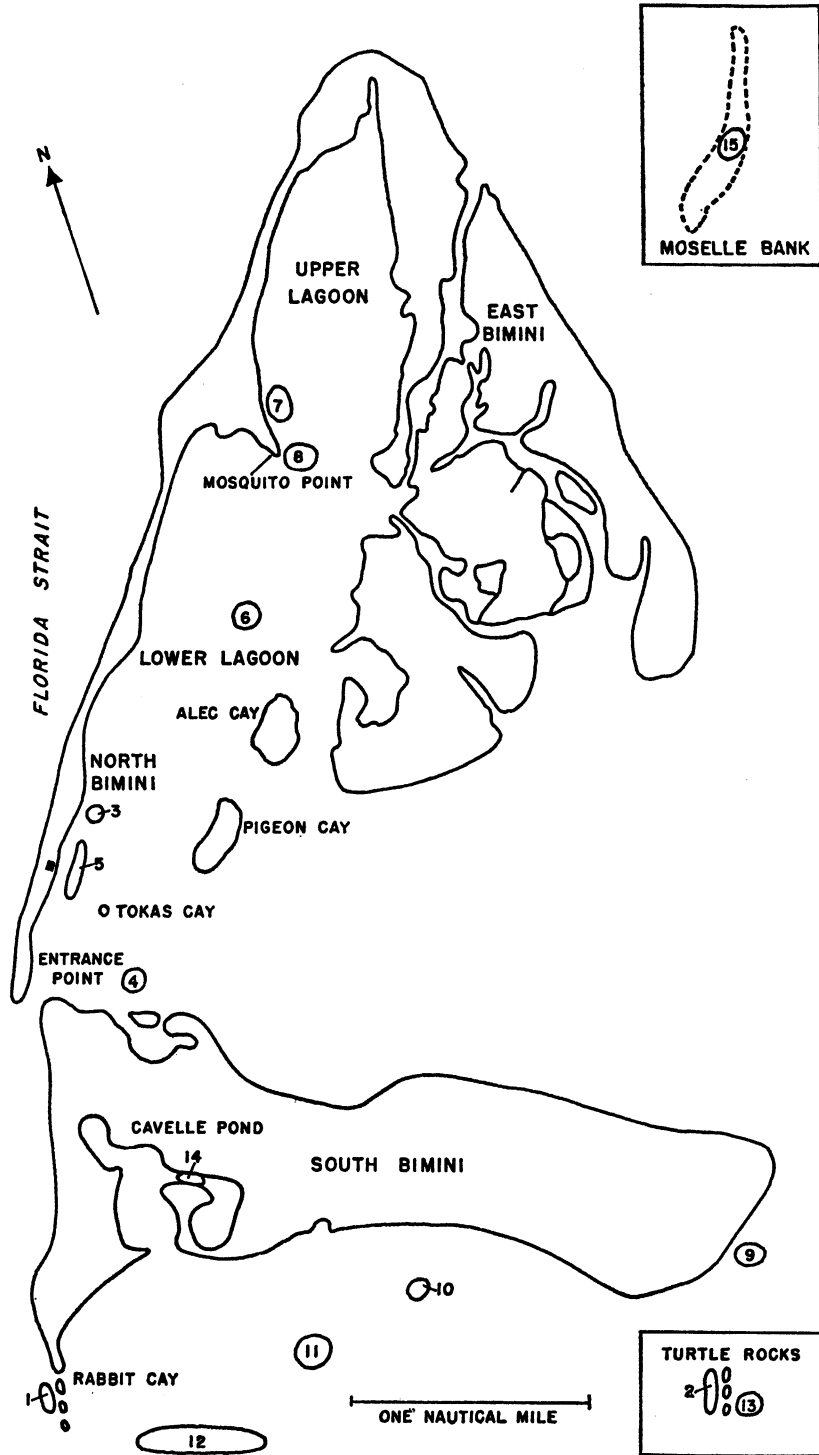 N
15
MOSELLE BANK
UPPER
LAGOON
EAST
BIMINI
7
8
MOSQUITO POINT
FLORIDA STRAIT
6
LOWER LAGOON
ALEC CAY
NORTH
BIMINI
3
PIGEON CAY
5
TOKAS CAY
ENTRANCE
POINT
4
CAVELLE POND
14
SOUTH BIMINI
9
10
11
RABBIT CAY
1
ONE NAUTICAL MILE
12
TURTLE ROCKS
2
13